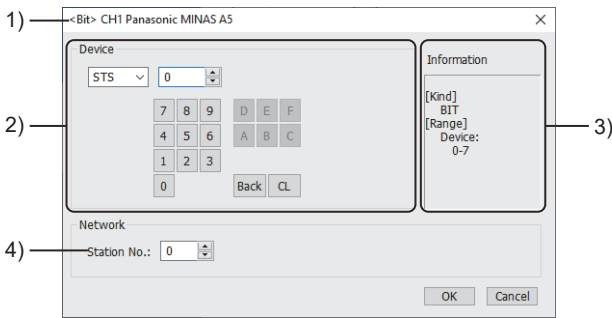 1)
<Bit> CH1 Panasonic MINAS A5
2)
Device
STS 0
7 8 9 D E F
4 5 6 A B C
1 2 3
0 Back CL
3)
Information
[Kind]
BIT
[Range]
Device:
0-7
4)
Network
Station No.: 0
OK Cancel